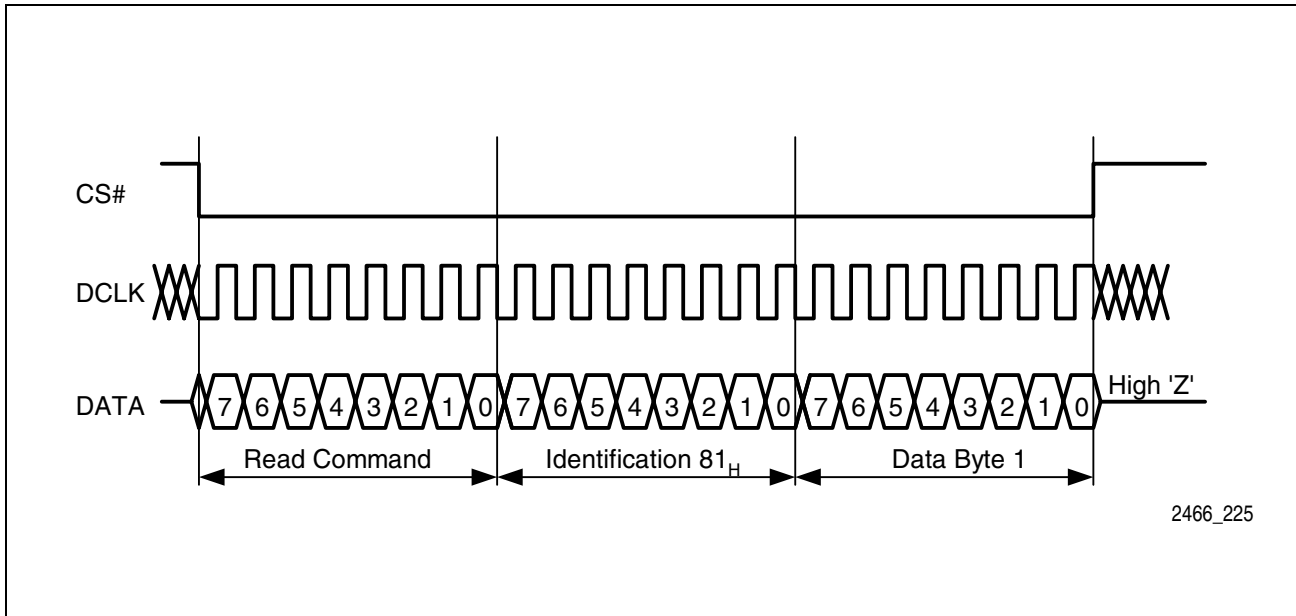 CS#
DCLK
DATA 7 6 5 4 3 2 1 0 7 6 5 4 3 2 1 0 7 6 5 4 3 2 1 0 High 'Z'
Read Command Identification 81H Data Byte 1
2466_225